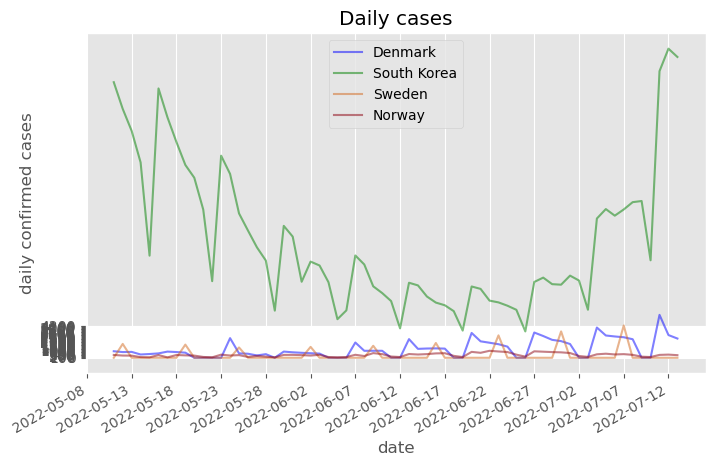 Daily cases
Denmark
South Korea
Sweden
Norway
daily confirmed cases
2022-05-08
2022-05-13
2022-05-18
2022-05-23
2022-05-28
2022-06-02
2022-06-07
2022-06-12
2022-06-17
2022-06-22
2022-06-27
2022-07-02
2022-07-07
2022-07-12
date